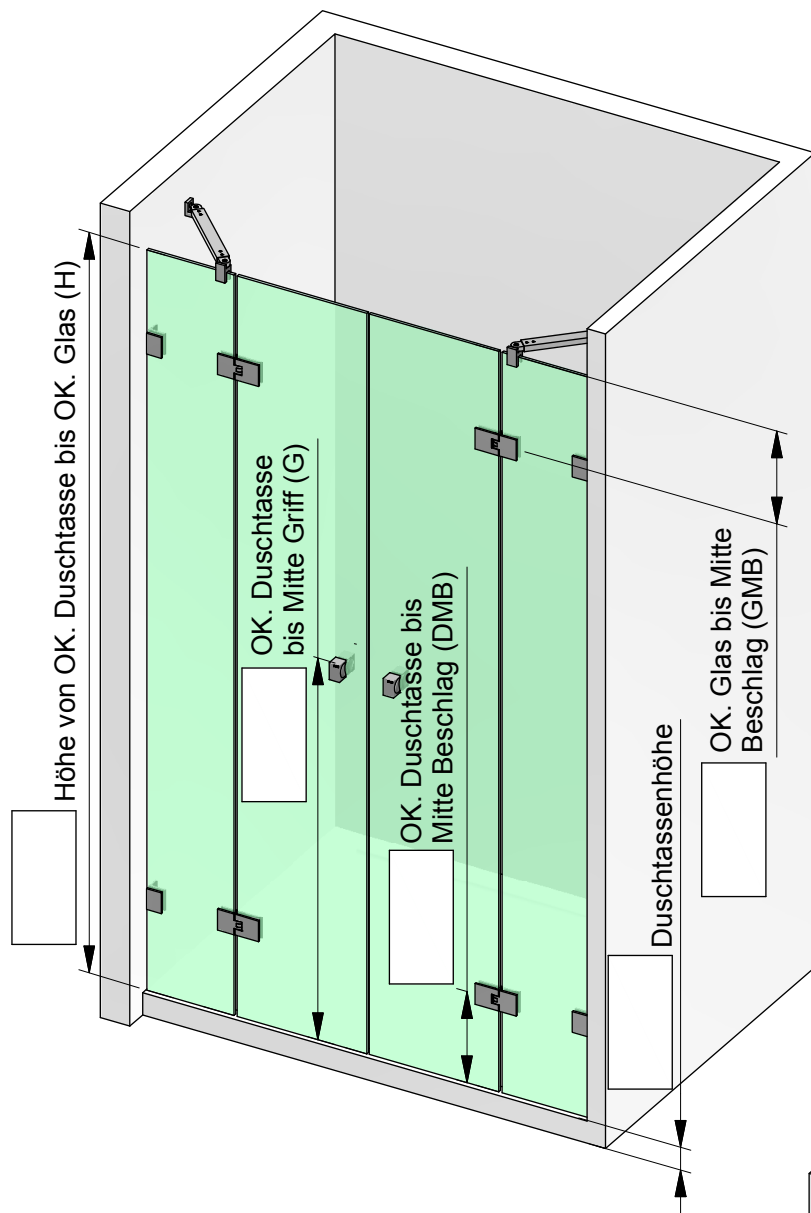 Höhe von OK. Duschtasse bis OK. Glas (H)
OK. Duschtasse
bis Mitte Griff (G)
OK. Duschtasse bis
Mitte Beschlag (DMB)
OK. Glas bis Mitte
Beschlag (GMB)
Duschtassenhöhe